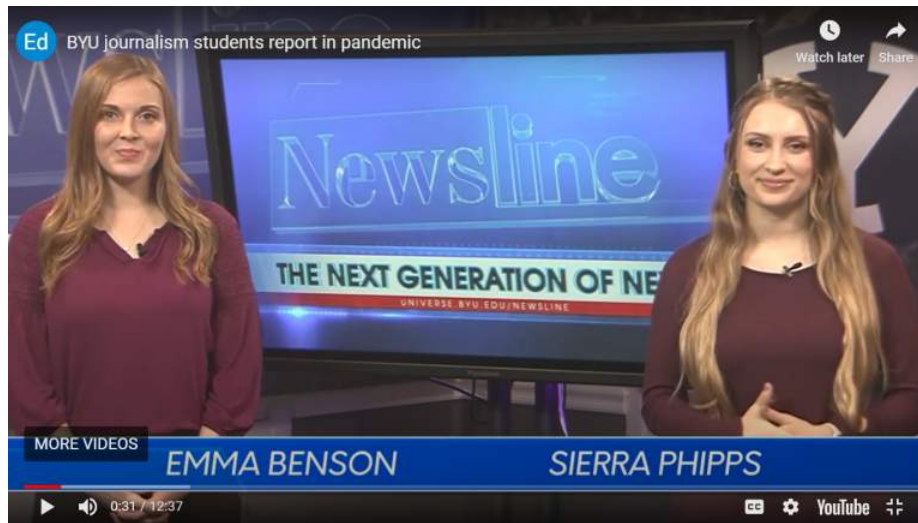 Ed
BYU journalism students report in pandemic
Watch later
Share
Newsline
THE NEXT GENERATION OF NE
UNIVERSE.BYU.EDU/NEWSLINE
MORE VIDEOS
EMMA BENSON
SIERRA PHIPPS
0:31 / 12:37
CC
YouTube